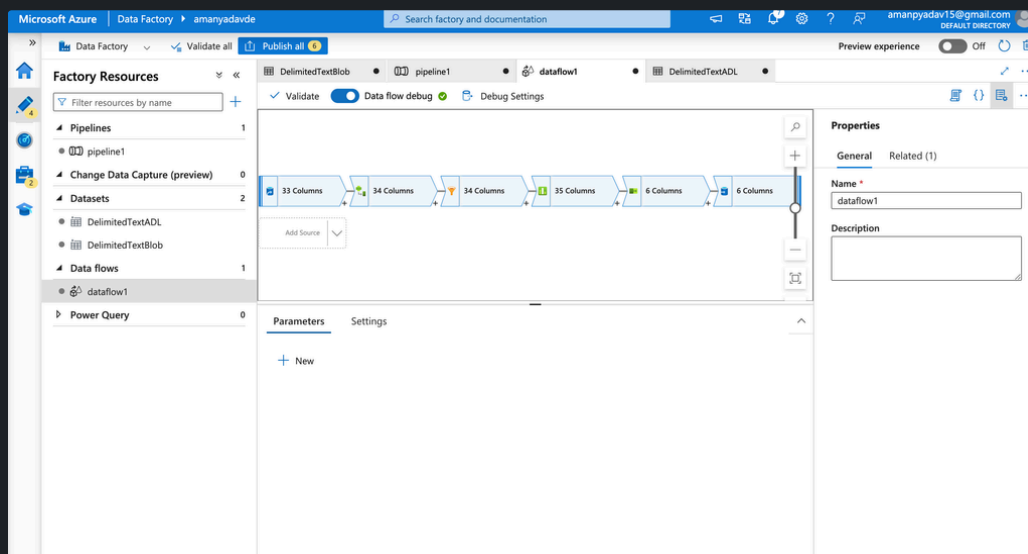 Microsoft Azure
Data Factory
amanyadavde
Search factory and documentation
7
amanpyadav15@gmail.com
DEFAULT DIRECTORY
Data Factory
Validate all
Publish all 6
Preview experience
Off
Factory Resources
DelimitedTextBlob
pipeline1
dataflow1
DelimitedTextADL
Validate
Data flow debug
Debug Settings
Filter resources by name
4
2
Pipelines 1
pipeline1
Change Data Capture (preview) 0
Datasets 2
DelimitedTextADL
DelimitedTextBlob
Data flows 1
dataflow1
Power Query 0
33 Columns
34 Columns
34 Columns
35 Columns
6 Columns
6 Columns
Add Source
Parameters
Settings
New
Properties
General
Related (1)
Name *
dataflow1
Description